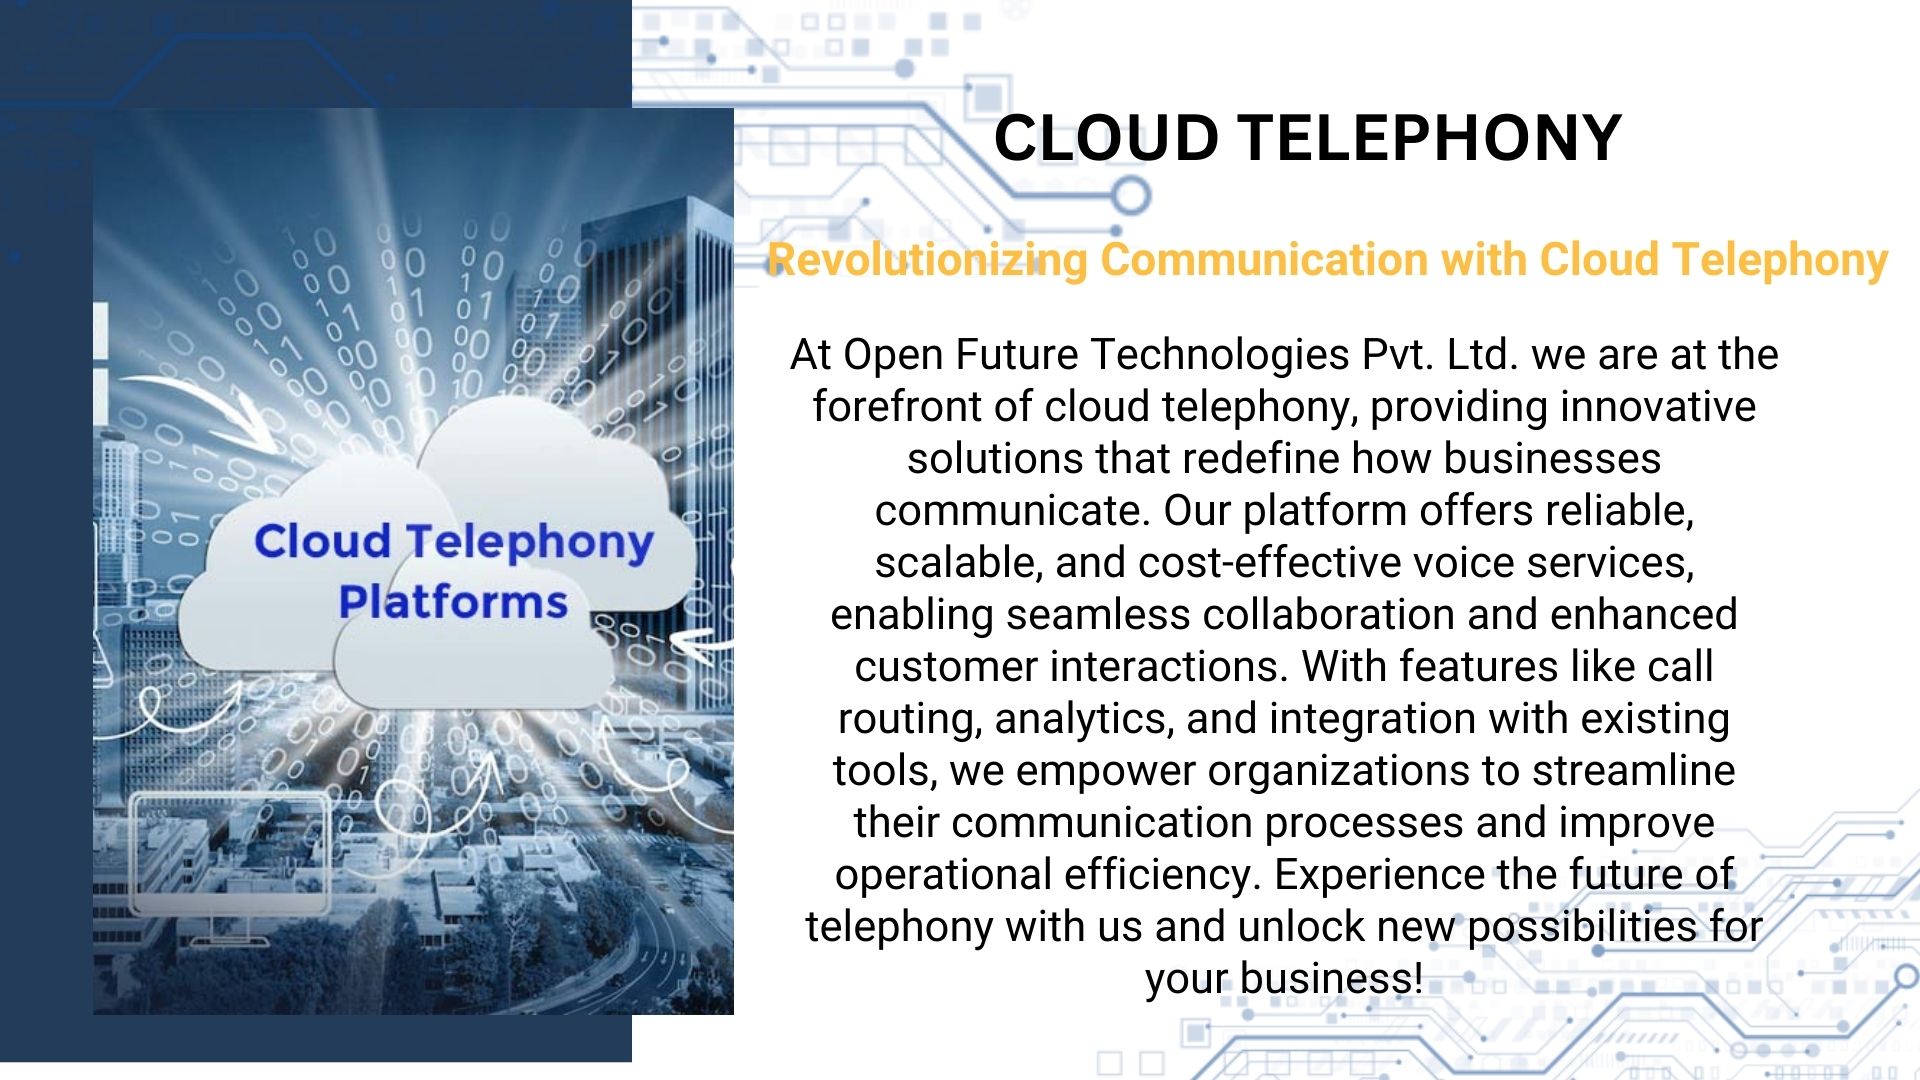 CLOUD TELEPHONY
Revolutionizing Communication with Cloud Telephony
At Open Future Technologies Pvt. Ltd. we are at the
forefront of cloud telephony, providing innovative
solutions that redefine how businesses
communicate. Our platform offers reliable,
scalable, and cost-effective voice services,
enabling seamless collaboration and enhanced
customer interactions. With features like call
routing, analytics, and integration with existing
tools, we empower organizations to streamline
their communication processes and improve
operational efficiency. Experience the future of
telephony with us and unlock new possibilities for
your business!
Cloud Telephony
Platforms